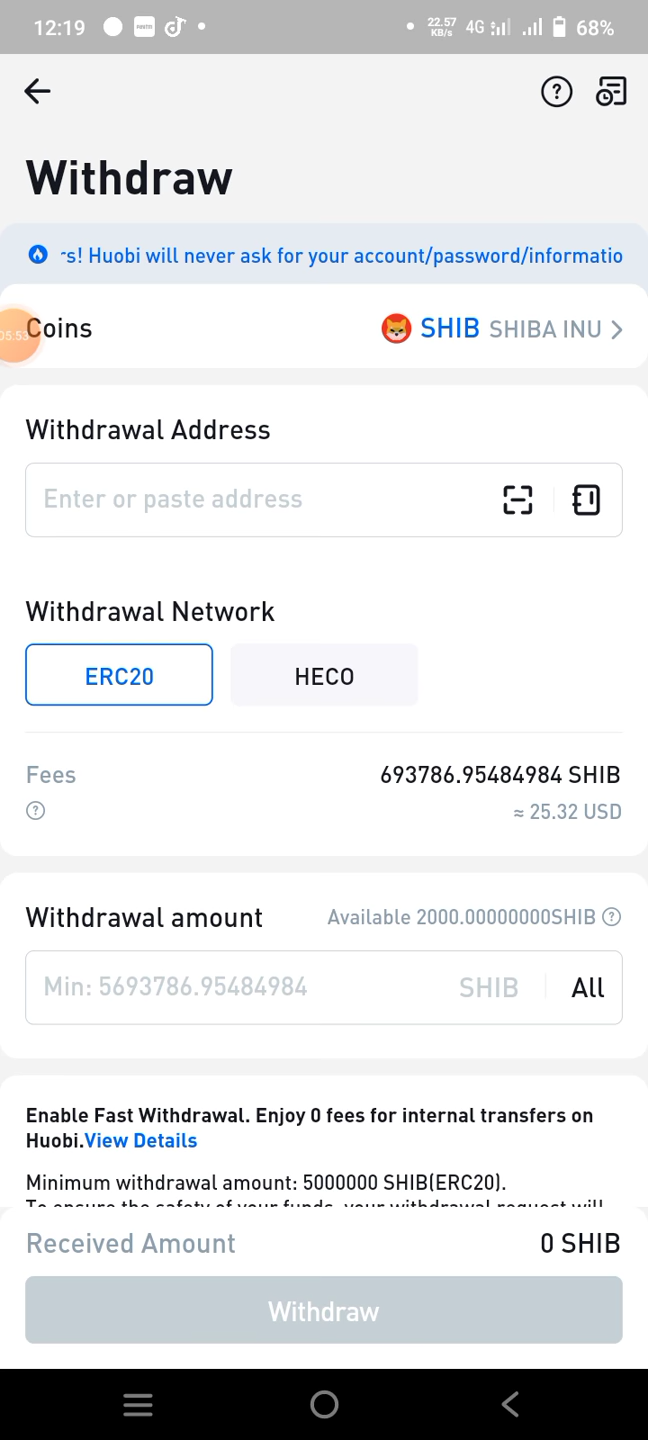 12:19 22.57 KB/s 4G 68%
Withdraw
rs! Huobi will never ask for your account/password/informatio
05:53
Coins SHIB SHIBA INU
Withdrawal Address
Enter or paste address
Withdrawal Network
ERC20 HECO
Fees 693786.95484984 SHIB
≈ 25.32 USD
Withdrawal amount Available 2000.00000000SHIB
Min: 5693786.95484984 SHIB All
Enable Fast Withdrawal. Enjoy 0 fees for internal transfers on
Huobi.View Details
Minimum withdrawal amount: 5000000 SHIB(ERC20).
To ensure the safety of your funds, your withdrawal request will
Received Amount 0 SHIB
Withdraw